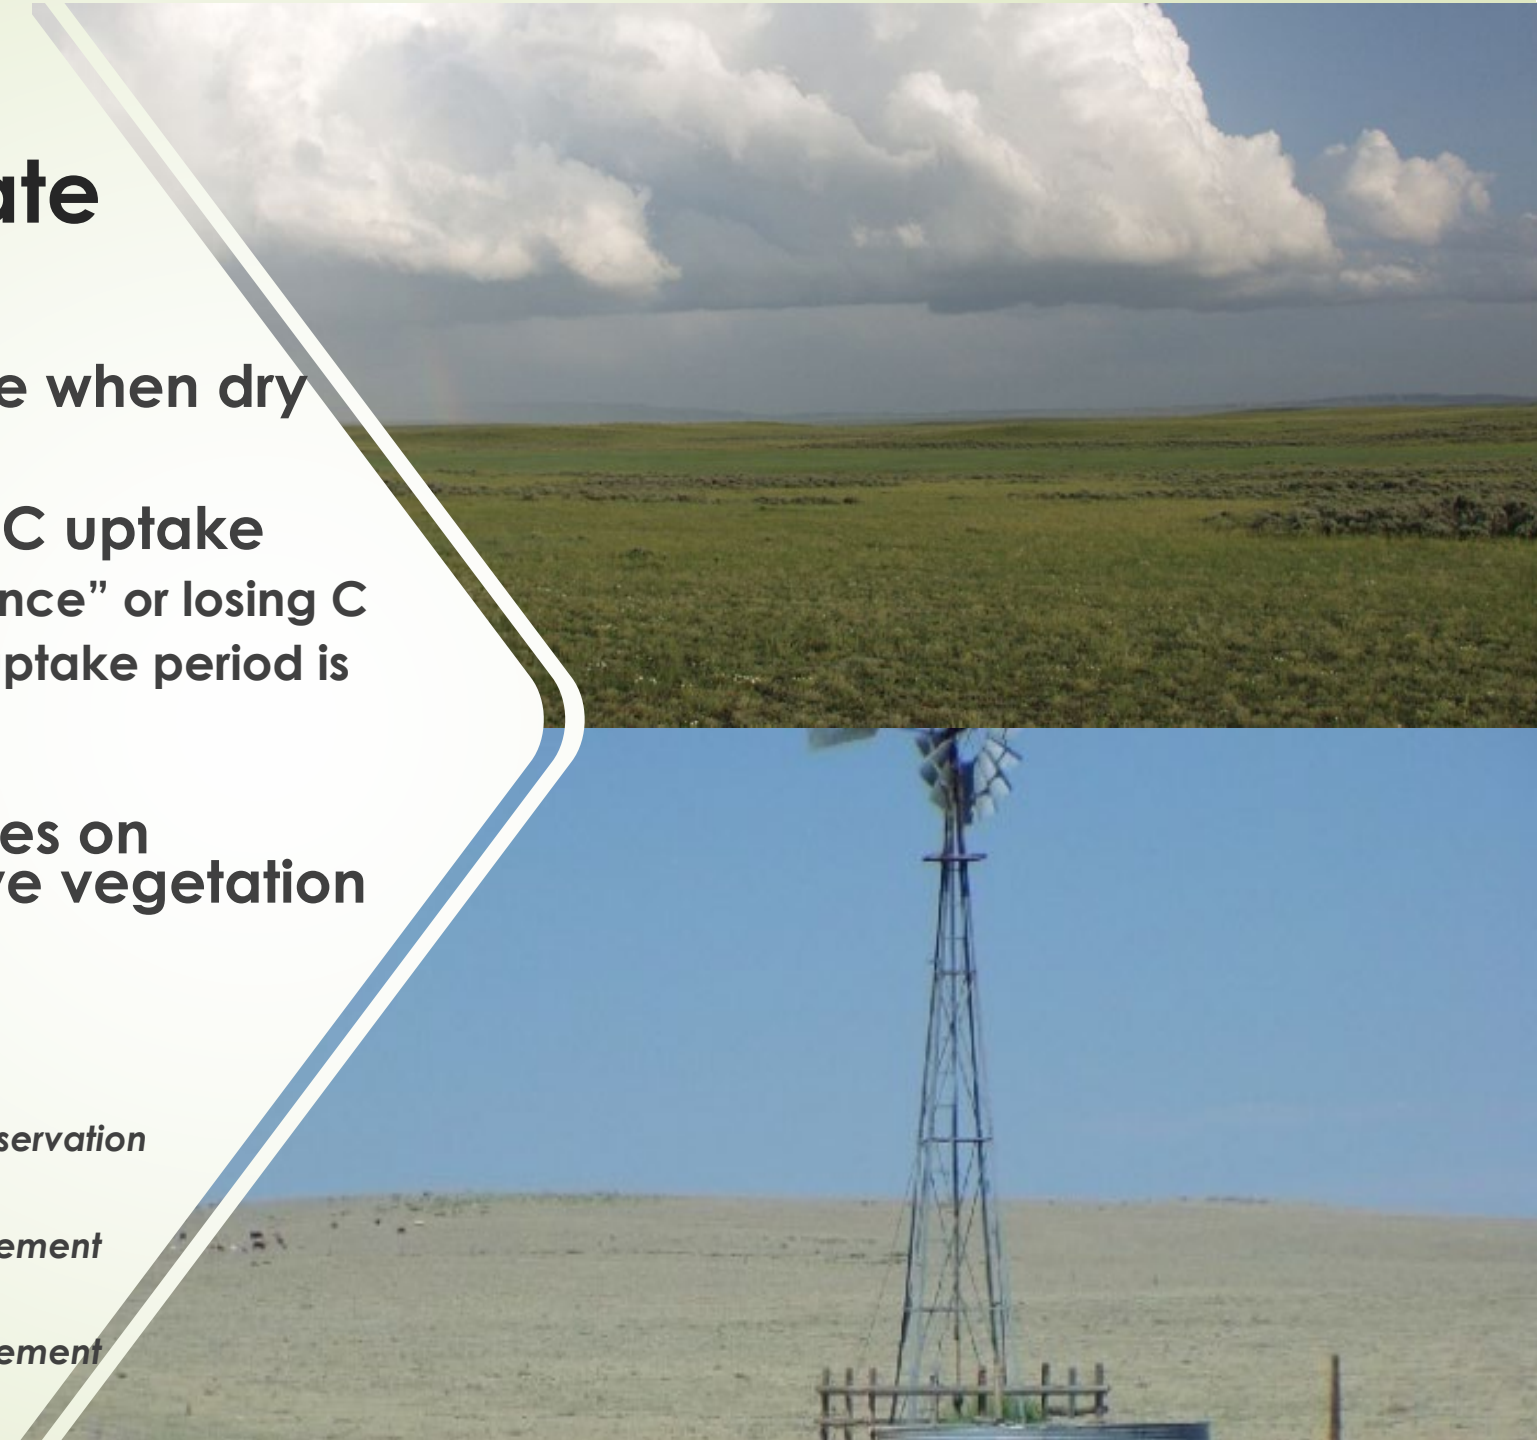 ate
e when dry
C uptake
nce” or losing C
ptake period is
es on
ve vegetation
servation
ement
ement